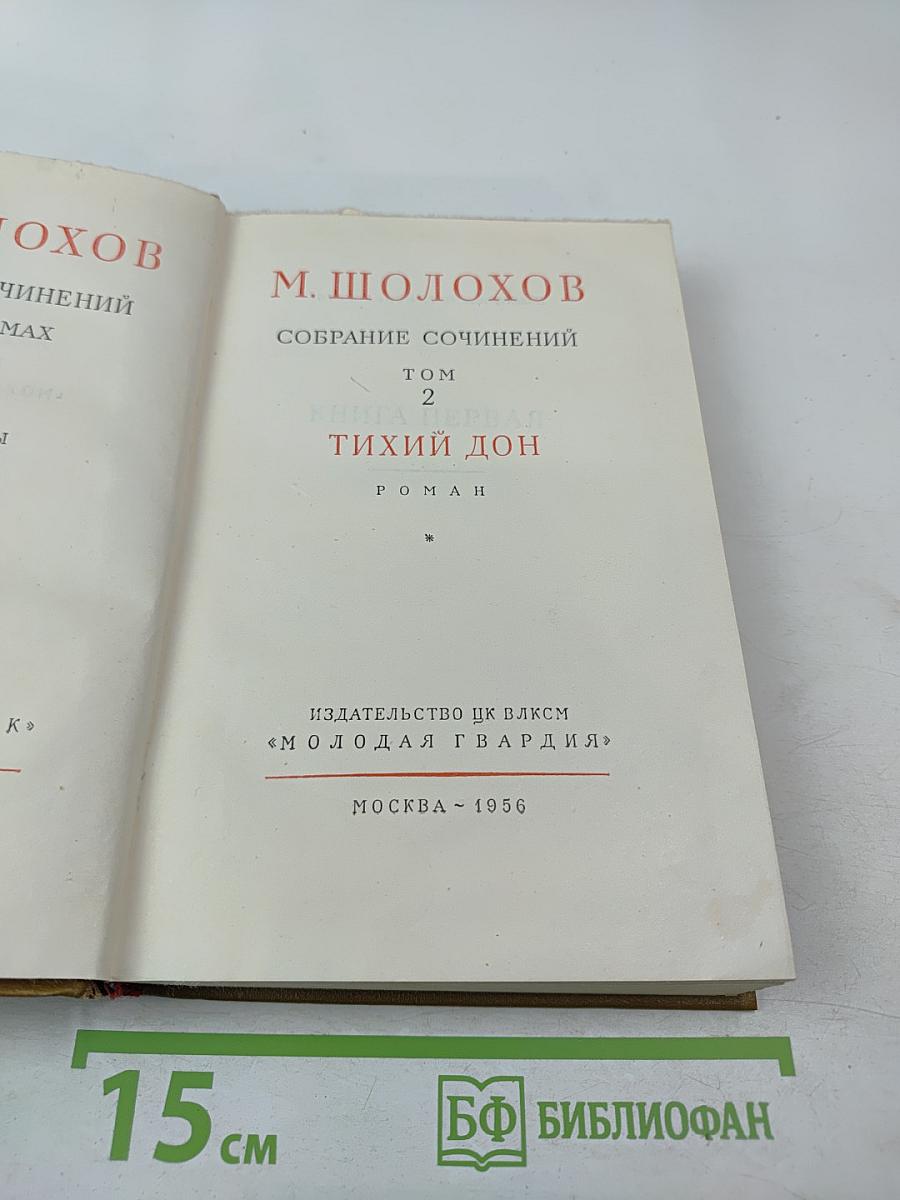 ЛОХОВ
ЧИНЕНИЙ
МАХ
К»
М. ШОЛОХОВ
СОБРАНИЕ СОЧИНЕНИЙ
ТОМ
2
КНИГА ПЕРВАЯ
ТИХИЙ ДОН
РОМАН
*
ИЗДАТЕЛЬСТВО ЦК ВЛКСМ
«МОЛОДАЯ ГВАРДИЯ»
МОСКВА ~ 1956
15 см
БФ БИБЛИОФАН